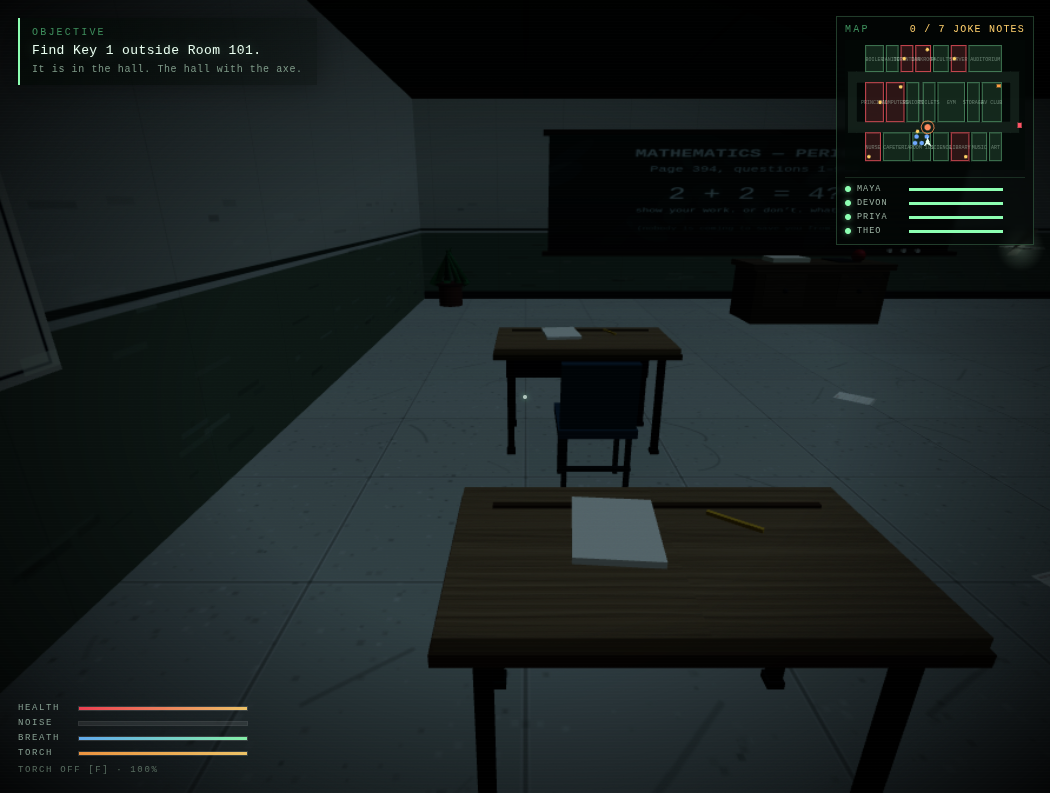 OBJECTIVE
Find Key 1 outside Room 101.
It is in the hall. The hall with the axe.
MAP 0 / 7 JOKE NOTES
AUDITORIUM
GYM
AV CLUB
NURSE
CAFETERIA
LIBRARY
MUSIC
ART
MAYA
DEVON
PRIYA
THEO
MATHEMATICS — PERI
Page 394, questions 1
2 + 2 = 4?
show your work. or don't. what
HEALTH
NOISE
BREATH
TORCH
TORCH OFF [F] · 100%